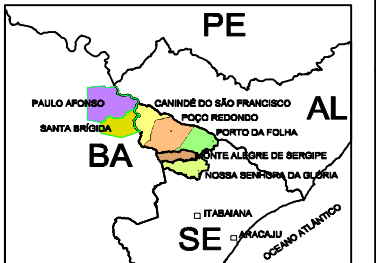 PE
PAULO AFONSO
CANINDÉ DO SÃO FRANCISCO
AL
POÇO REDONDO
SANTA BRÍGIDA
PORTO DA FOLHA
BA
MONTE ALEGRE DE SERGIPE
NOSSA SENHORA DA GLÓRIA
ITABAIANA
SE
ARACAJU
OCEANO ATLÂNTICO